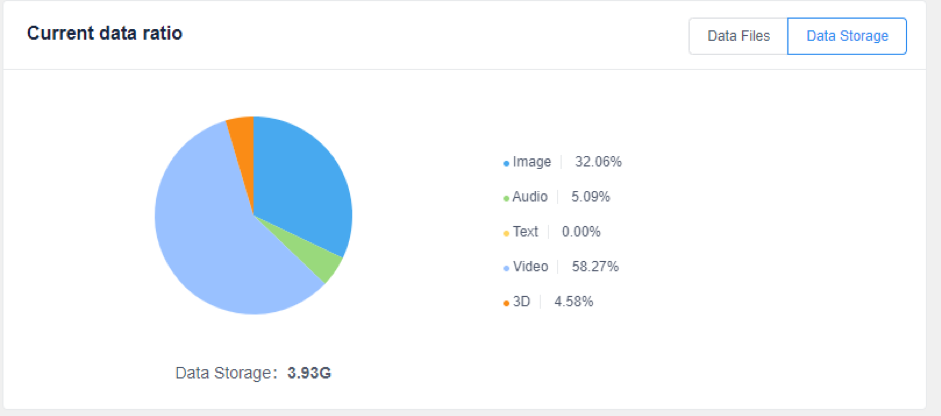 Current data ratio
Data Files
Data Storage
Image 32.06%
Audio 5.09%
Text 0.00%
Video 58.27%
3D 4.58%
Data Storage: 3.93G